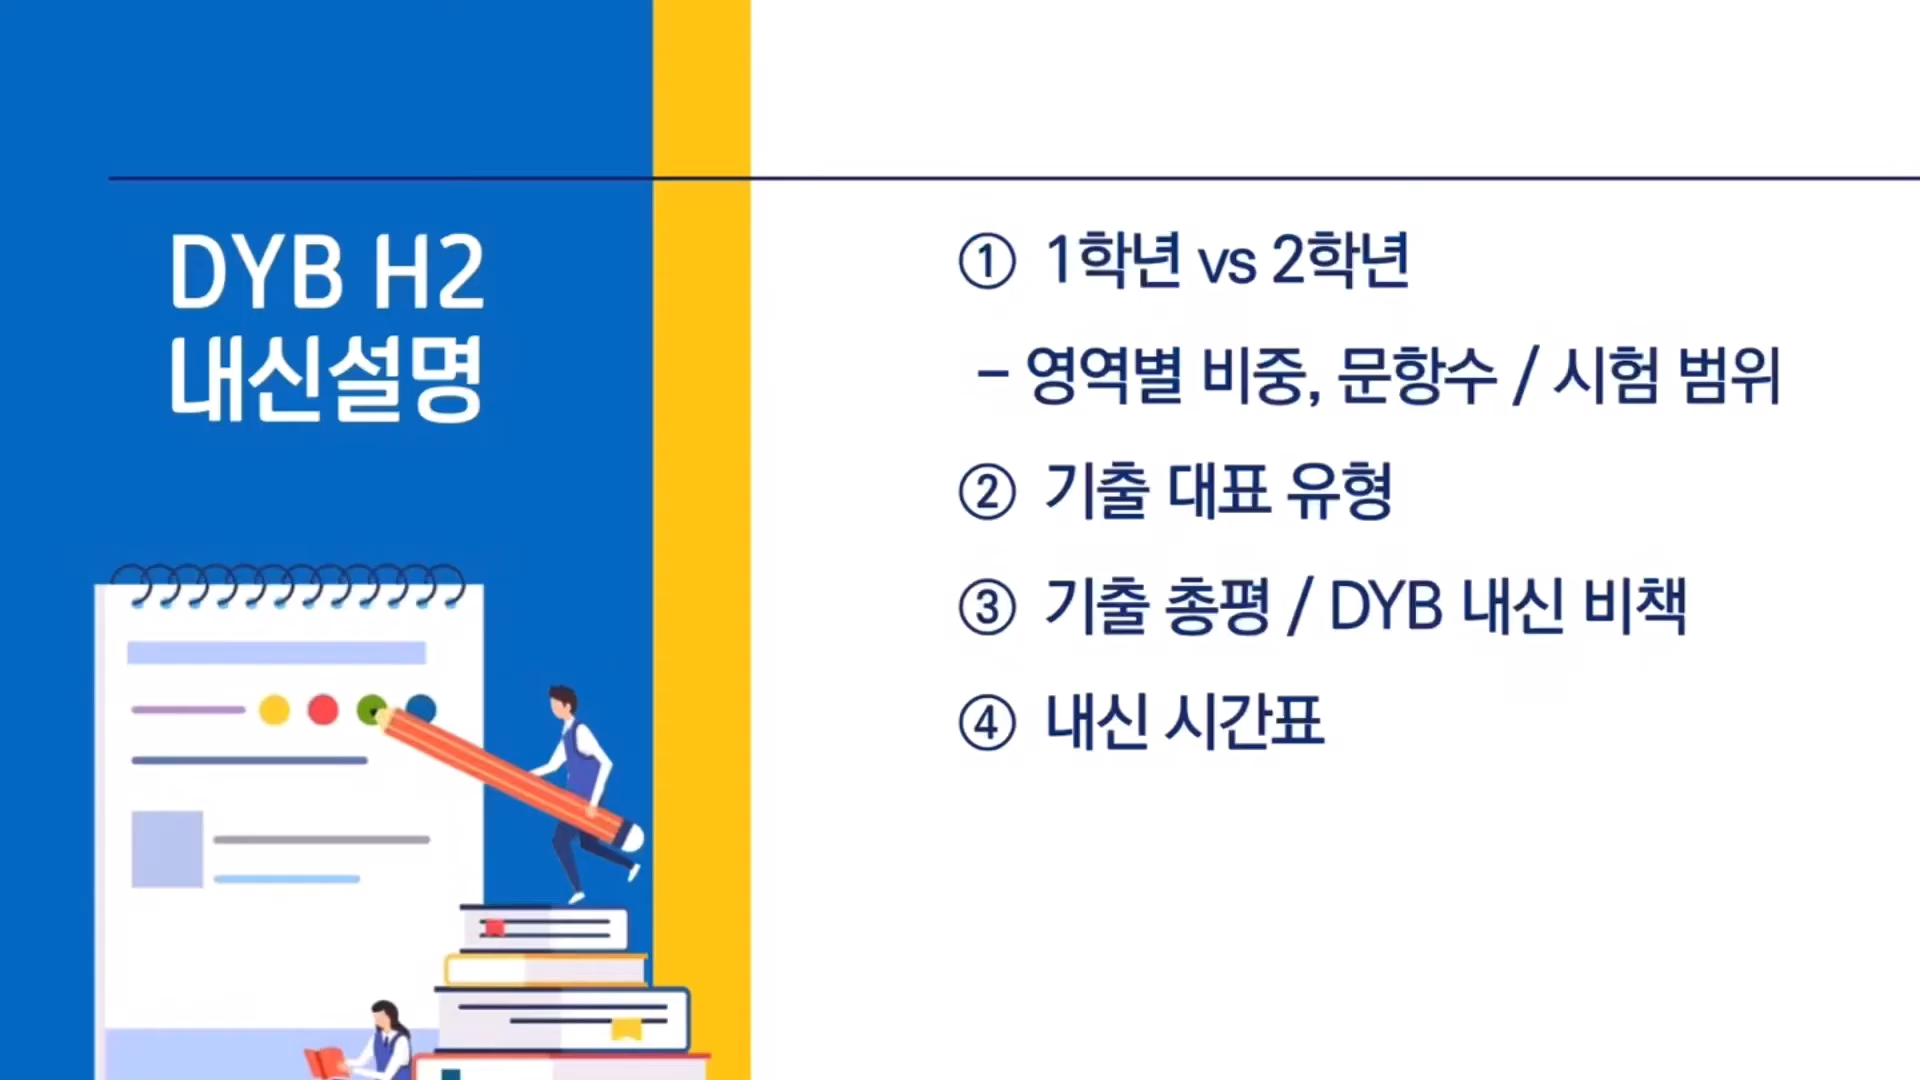 DYB H2
내신설명
① 1학년 vs 2학년
- 영역별 비중, 문항수 / 시험 범위
② 기출 대표 유형
③ 기출 총평 / DYB 내신 비책
④ 내신 시간표